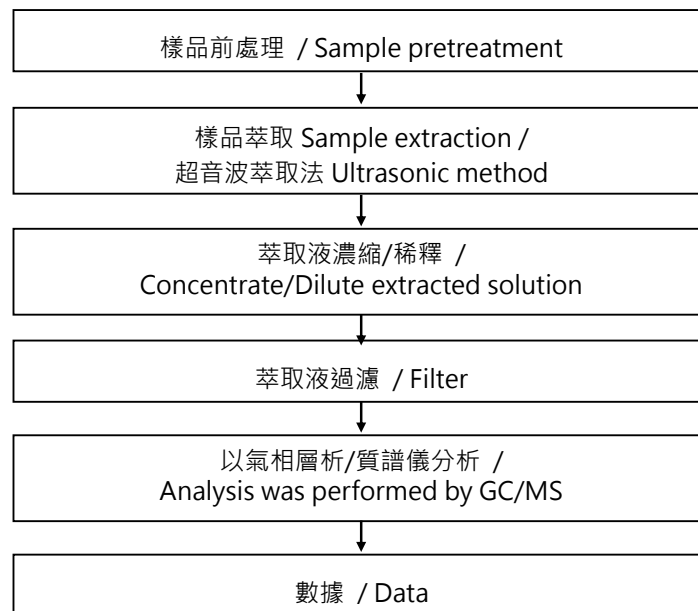 樣品前處理 / Sample pretreatment
樣品萃取 Sample extraction /
超音波萃取法 Ultrasonic method
萃取液濃縮/稀釋 /
Concentrate/Dilute extracted solution
萃取液過濾 / Filter
以氣相層析/質譜儀分析 /
Analysis was performed by GC/MS
數據 / Data